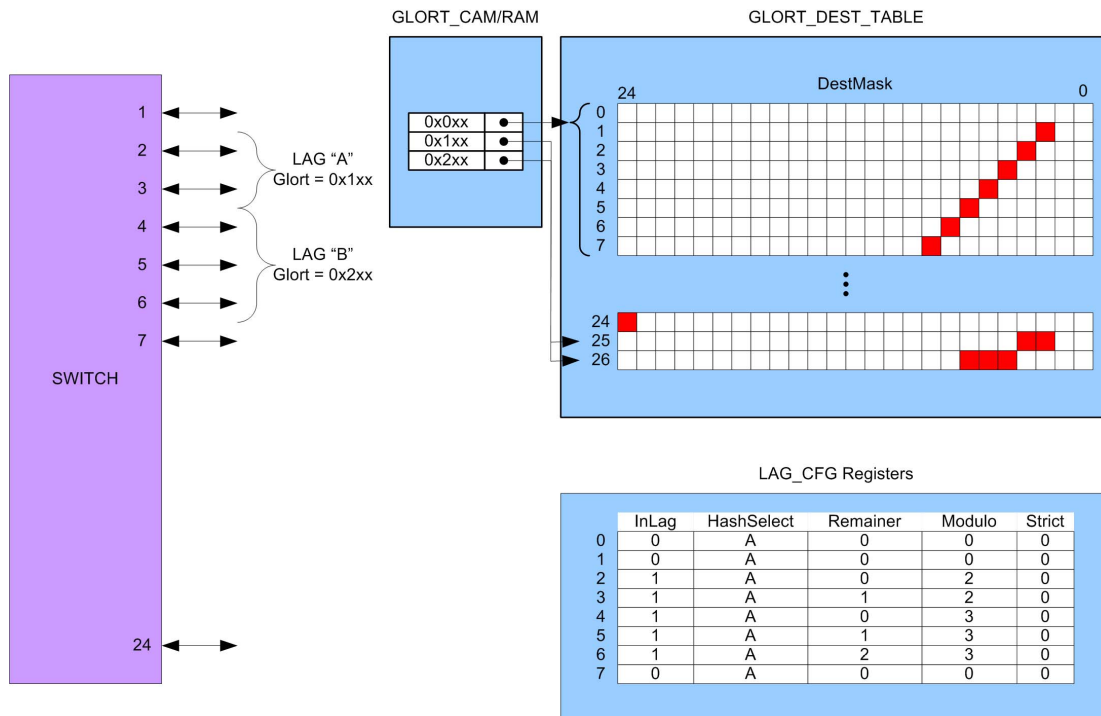 GLORT_CAM/RAM
GLORT_DEST_TABLE
DestMask
24 0
0x0xx
0x1xx
0x2xx
0
1
2
3
4
5
6
7
24
25
26
1
2
3
4
5
6
7
24
SWITCH
LAG “A”
Glort = 0x1xx
LAG “B”
Glort = 0x2xx
LAG_CFG Registers
InLag HashSelect Remainer Modulo Strict
0 0 A 0 0 0
1 0 A 0 0 0
2 1 A 0 2 0
3 1 A 1 2 0
4 1 A 0 3 0
5 1 A 1 3 0
6 1 A 2 3 0
7 0 A 0 0 0